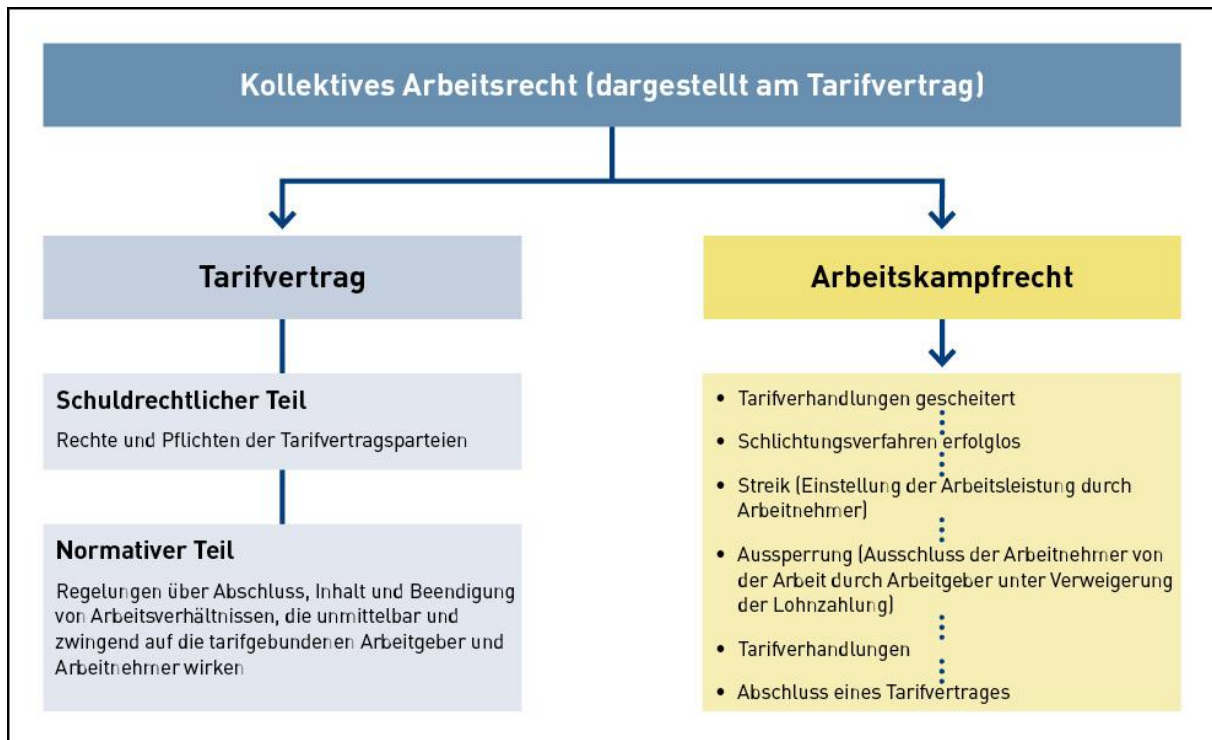 Kollektives Arbeitsrecht (dargestellt am Tarifvertrag)
Tarifvertrag
Schuldrechtlicher Teil
Rechte und Pflichten der Tarifvertragsparteien
Normativer Teil
Regelungen über Abschluss, Inhalt und Beendigung
von Arbeitsverhältnissen, die unmittelbar und
zwingend auf die tarifgebundenen Arbeitgeber und
Arbeitnehmer wirken
Arbeitskampfrecht
• Tarifverhandlungen gescheitert
• Schlichtungsverfahren erfolglos
• Streik (Einstellung der Arbeitsleistung durch
Arbeitnehmer)
• Aussperrung (Ausschluss der Arbeitnehmer von
der Arbeit durch Arbeitgeber unter Verweigerung
der Lohnzahlung)
• Tarifverhandlungen
• Abschluss eines Tarifvertrages